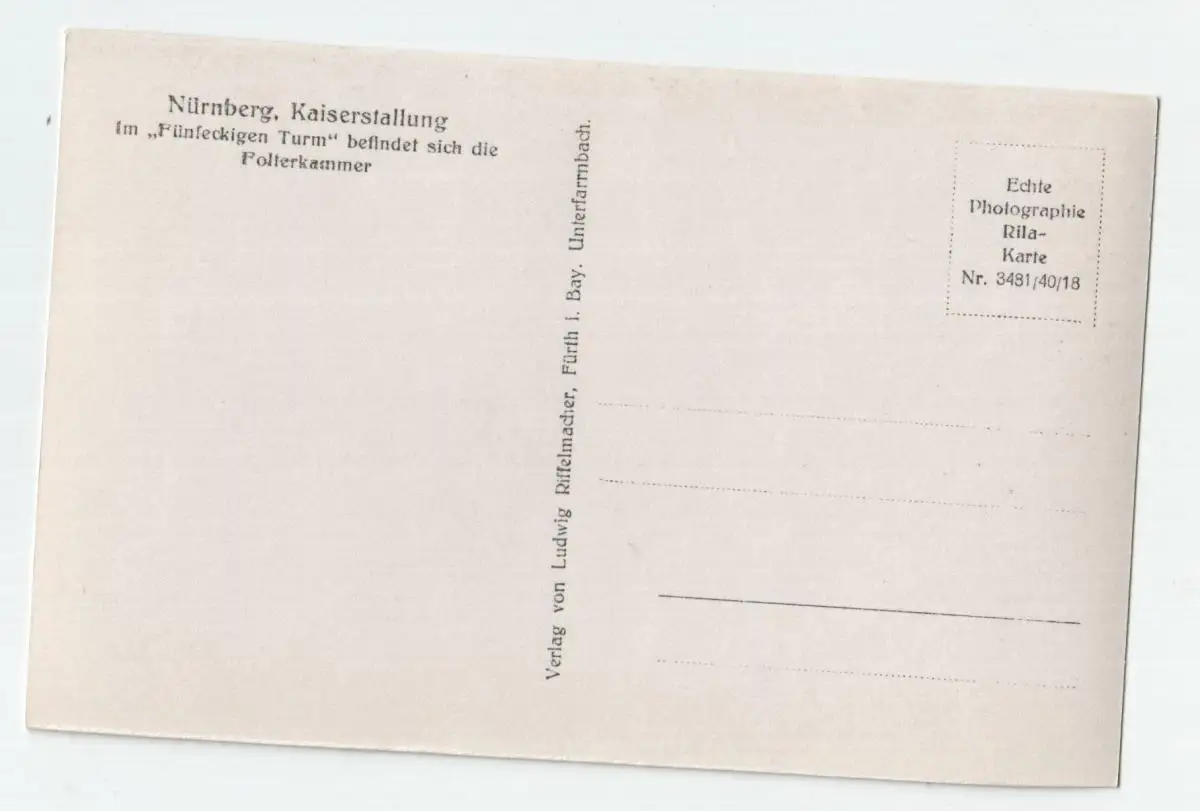 Nürnberg, Kaiserstallung
Im „Fünfeckigen Turm“ befindet sich die
Folterkammer
Verlag von Ludwig Riffelmacher, Fürth i. Bay. Unterfarrnbach.
Echte
Photographie
Rila-
Karte
Nr. 3481/40/18